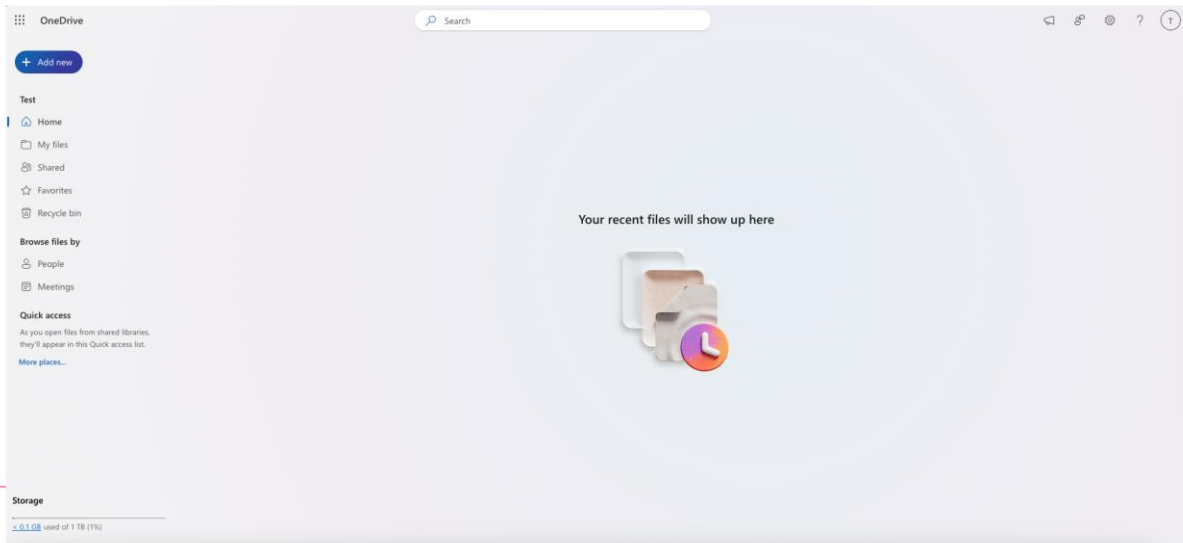 OneDrive
Search
?
T
+ Add new
Test
Home
My files
Shared
Favorites
Recycle bin
Browse files by
People
Meetings
Quick access
As you open files from shared libraries,
they'll appear in this Quick access list.
More places...
Your recent files will show up here
Storage
< 0.1 GB used of 1 TB (1%)